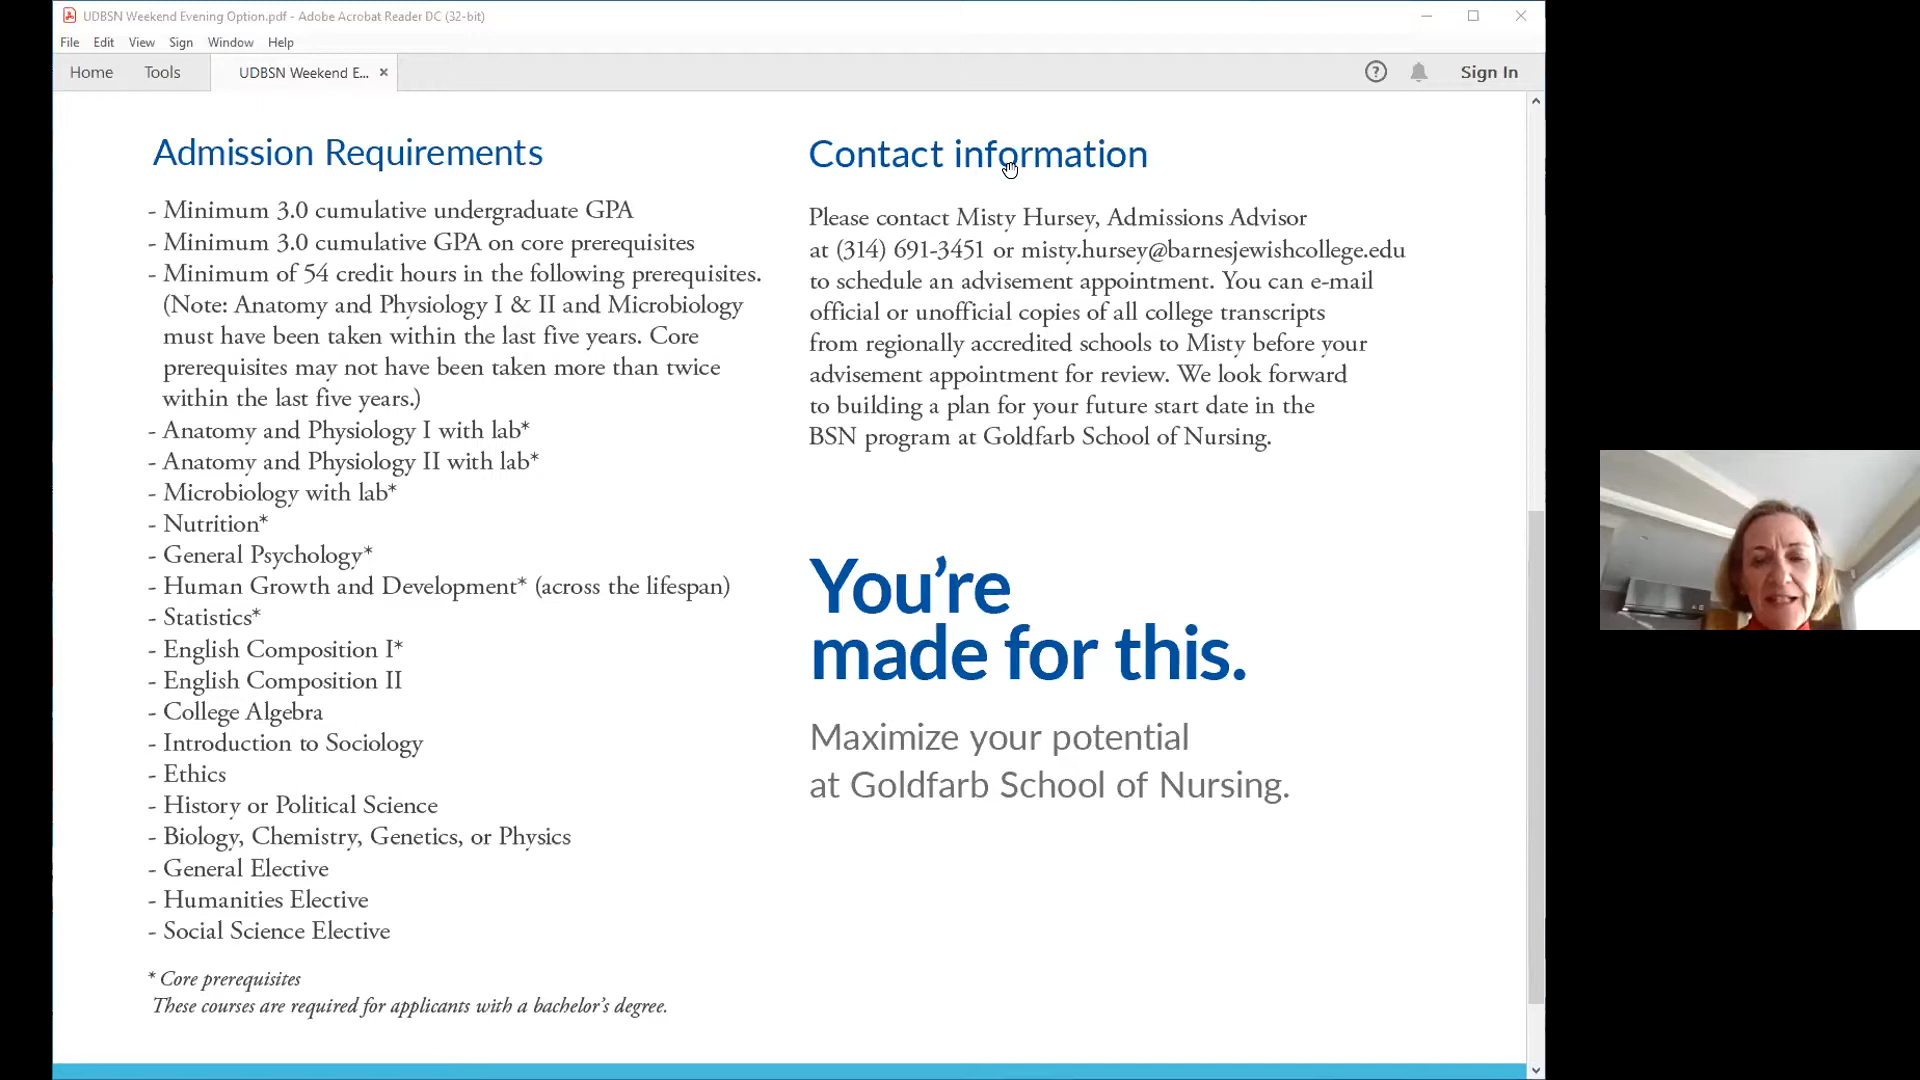 UDBSN Weekend Evening Option.pdf - Adobe Acrobat Reader DC (32-bit)
File Edit View Sign Window Help
Home Tools UDBSN Weekend E... × ? Sign In
Admission Requirements
- Minimum 3.0 cumulative undergraduate GPA
- Minimum 3.0 cumulative GPA on core prerequisites
- Minimum of 54 credit hours in the following prerequisites.
(Note: Anatomy and Physiology I & II and Microbiology
must have been taken within the last five years. Core
prerequisites may not have been taken more than twice
within the last five years.)
- Anatomy and Physiology I with lab*
- Anatomy and Physiology II with lab*
- Microbiology with lab*
- Nutrition*
- General Psychology*
- Human Growth and Development* (across the lifespan)
- Statistics*
- English Composition I*
- English Composition II
- College Algebra
- Introduction to Sociology
- Ethics
- History or Political Science
- Biology, Chemistry, Genetics, or Physics
- General Elective
- Humanities Elective
- Social Science Elective
* Core prerequisites
These courses are required for applicants with a bachelor's degree.
Contact information
Please contact Misty Hursey, Admissions Advisor
at (314) 691-3451 or misty.hursey@barnesjewishcollege.edu
to schedule an advisement appointment. You can e-mail
official or unofficial copies of all college transcripts
from regionally accredited schools to Misty before your
advisement appointment for review. We look forward
to building a plan for your future start date in the
BSN program at Goldfarb School of Nursing.
You're
made for this.
Maximize your potential
at Goldfarb School of Nursing.